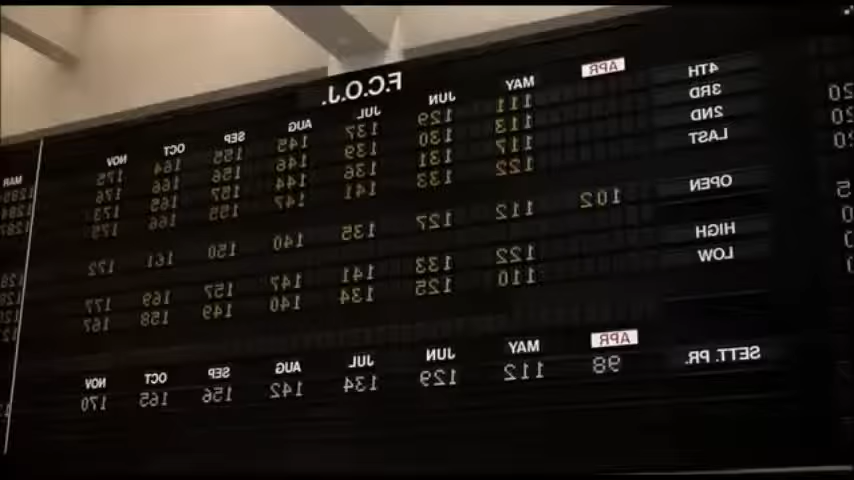 F.C.O.J.
APR MAY JUN JUL AUG SEP OCT NOV MAR
4TH 111 129 137 145 155 164 175
3RD 113 130 139 146 156 166 176
2ND 117 131 136 144 157 165 173
LAST 122 133 141 147 155 166
OPEN 102 112 127 135 140 150 161 172
HIGH 122 133 141 147 157 169 177
LOW 110 125 134 140 149 158 167
APR MAY JUN JUL AUG SEP OCT NOV
SETT. PR. 98 112 129 134 142 156 165 170